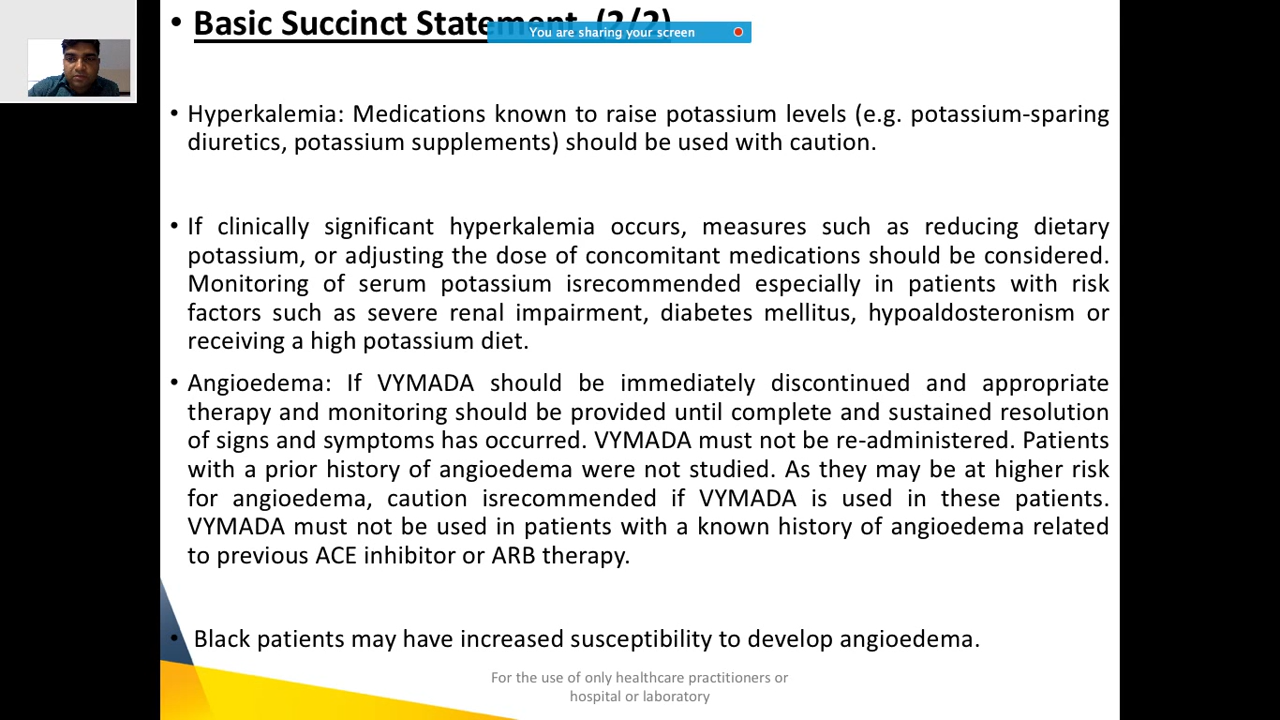 • Basic Succinct Statement (2/2)
You are sharing your screen
• Hyperkalemia: Medications known to raise potassium levels (e.g. potassium-sparing
diuretics, potassium supplements) should be used with caution.
• If clinically significant hyperkalemia occurs, measures such as reducing dietary
potassium, or adjusting the dose of concomitant medications should be considered.
Monitoring of serum potassium isrecommended especially in patients with risk
factors such as severe renal impairment, diabetes mellitus, hypoaldosteronism or
receiving a high potassium diet.
• Angioedema: If VYMADA should be immediately discontinued and appropriate
therapy and monitoring should be provided until complete and sustained resolution
of signs and symptoms has occurred. VYMADA must not be re-administered. Patients
with a prior history of angioedema were not studied. As they may be at higher risk
for angioedema, caution isrecommended if VYMADA is used in these patients.
VYMADA must not be used in patients with a known history of angioedema related
to previous ACE inhibitor or ARB therapy.
• Black patients may have increased susceptibility to develop angioedema.
For the use of only healthcare practitioners or
hospital or laboratory